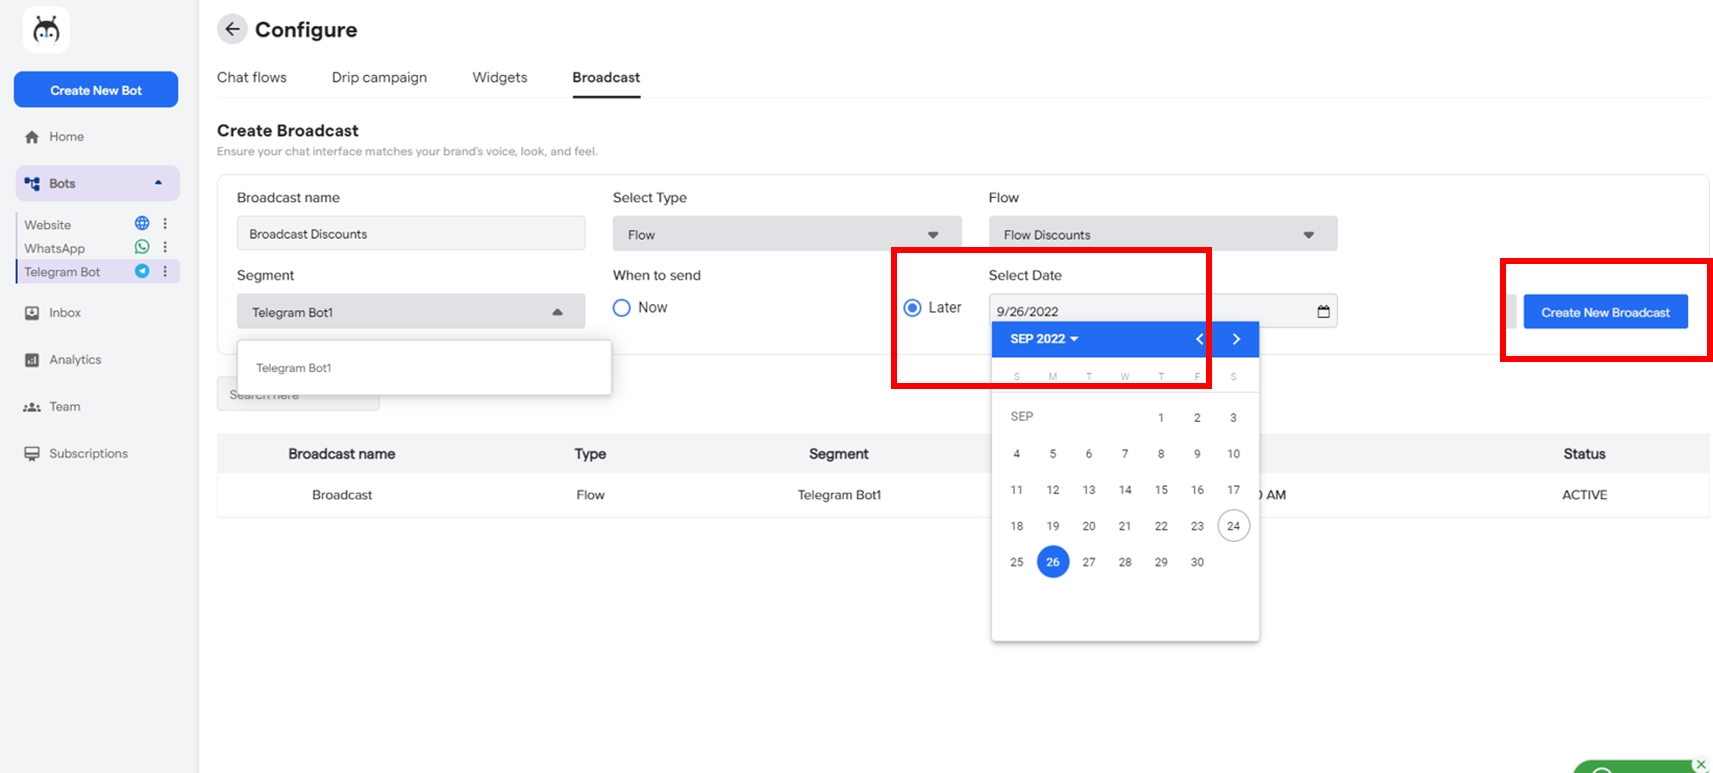 Configure
Create New Bot
Chat flows Drip campaign Widgets Broadcast
Home
Create Broadcast
Ensure your chat interface matches your brand's voice, look, and feel.
Bots
Broadcast name Select Type Flow
Website
Broadcast Discounts Flow Flow Discounts
WhatsApp
Telegram Bot
Segment When to send Select Date
Inbox
Telegram Bot1 Now Later 9/26/2022 Create New Broadcast
SEP 2022
Analytics
Telegram Bot1
S M T W T F S
Search here
Team
SEP 1 2 3
Subscriptions
Broadcast name Type Segment Status
4 5 6 7 8 9 10
Broadcast Flow Telegram Bot1 0 AM ACTIVE
11 12 13 14 15 16 17
18 19 20 21 22 23 24
25 26 27 28 29 30